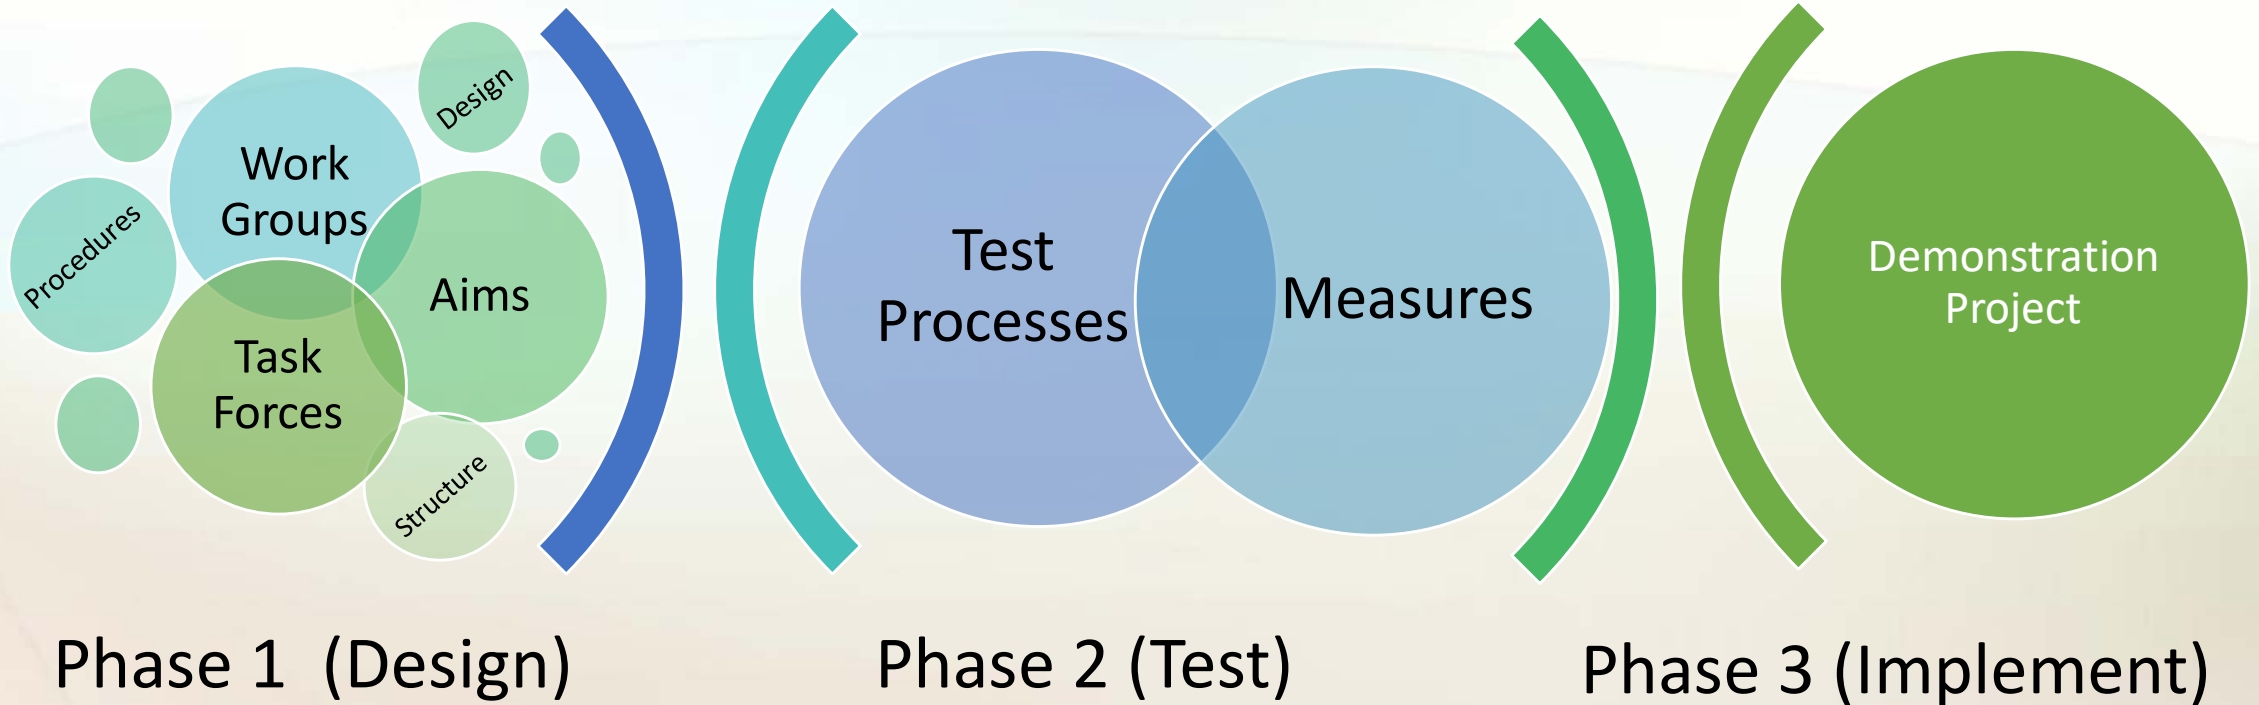 Design
Work
Groups
Procedures
Aims
Task
Forces
Structure
Test
Processes
Measures
Demonstration
Project
Phase 1  (Design)
Phase 2 (Test)
Phase 3 (Implement)